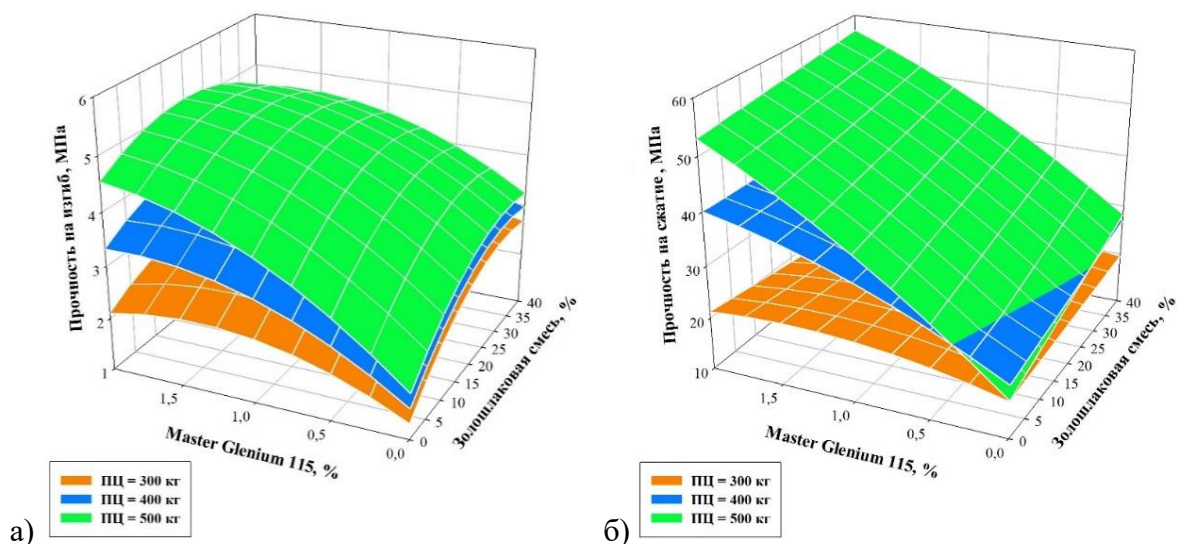 Прочность на изгиб, МПа
6
5
4
3
2
1
1,5
1,0
0,5
0,0
Master Glenium 115, %
0
5
10
15
20
25
30
35
40
Золошлаковая смесь, %
ПЦ = 300 кг
ПЦ = 400 кг
ПЦ = 500 кг
а)
Прочность на сжатие , МПа
60
50
40
30
20
10
1,5
1,0
0,5
0,0
Master Glenium 115, %
0
5
10
15
20
25
30
35
40
Золошлаковая смесь, %
ПЦ = 300 кг
ПЦ = 400 кг
ПЦ = 500 кг
б)